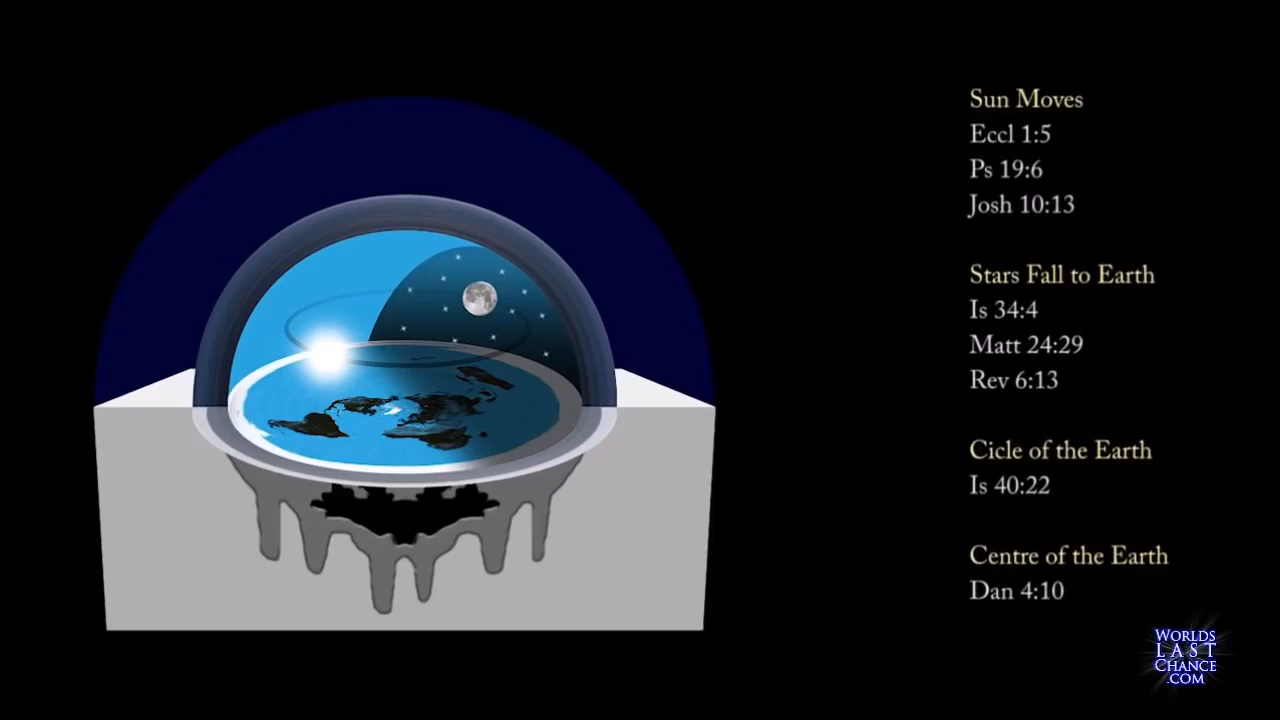 Sun Moves
Eccl 1:5
Ps 19:6
Josh 10:13
Stars Fall to Earth
Is 34:4
Matt 24:29
Rev 6:13
Cicle of the Earth
Is 40:22
Centre of the Earth
Dan 4:10
WORLDS
LAST
CHANCE
.COM